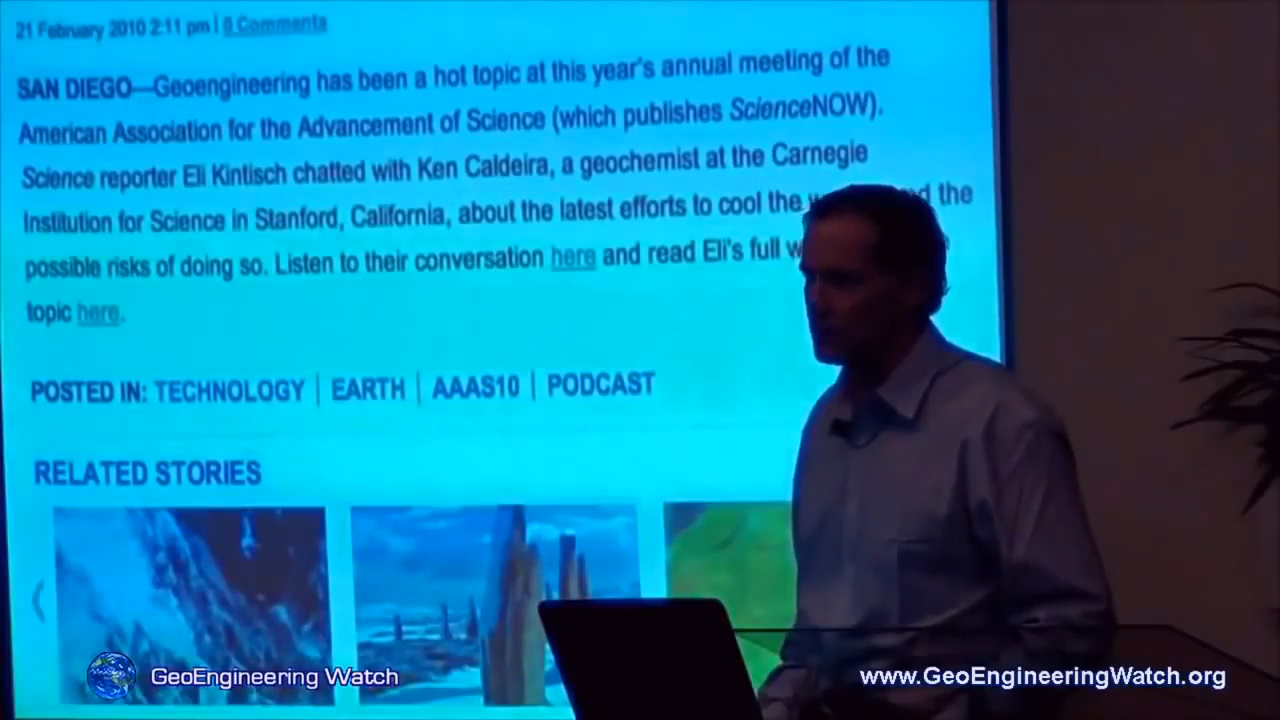 21 February 2010 2:11 pm | 0 Comments
SAN DIEGO—Geoengineering has been a hot topic at this year's annual meeting of the
American Association for the Advancement of Science (which publishes ScienceNOW).
Science reporter Eli Kintisch chatted with Ken Caldeira, a geochemist at the Carnegie
Institution for Science in Stanford, California, about the latest efforts to cool the the
possible risks of doing so. Listen to their conversation here and read Eli's full
topic here.
POSTED IN: TECHNOLOGY | EARTH | AAAS10 | PODCAST
RELATED STORIES
GeoEngineering Watch
www.GeoEngineeringWatch.org